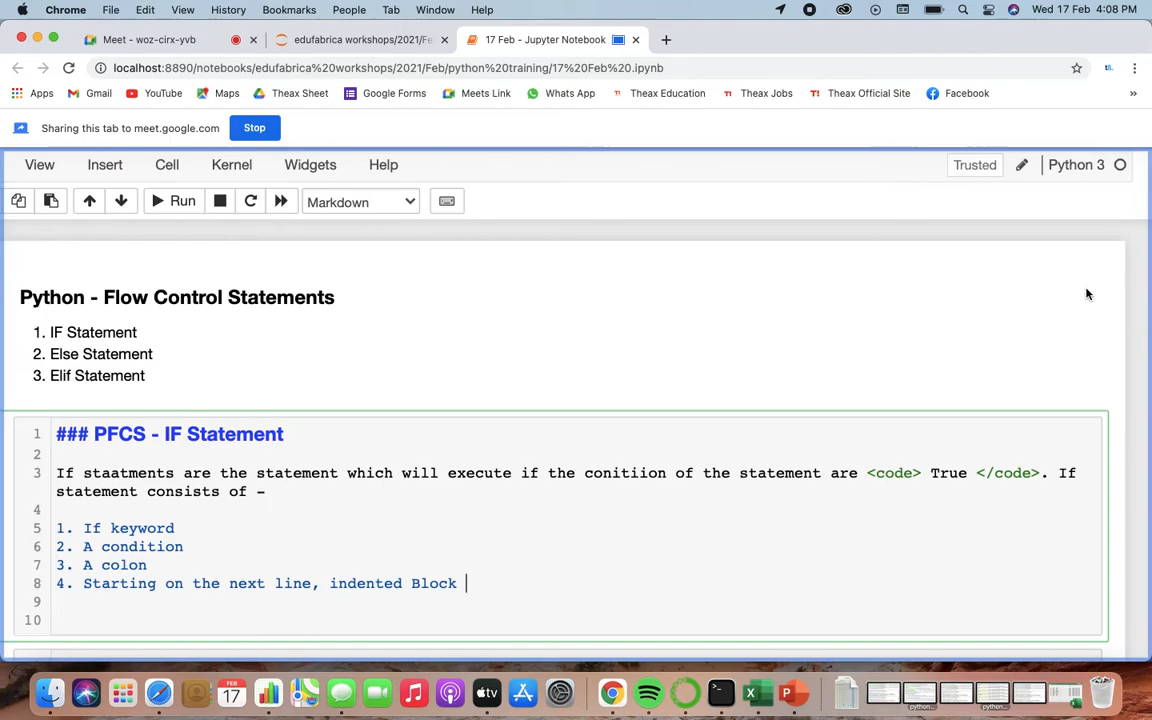 Chrome File Edit View History Bookmarks People Tab Window Help Wed 17 Feb 4:08 PM
Meet - woz-cirx-yvb edufabrica workshops/2021/Fe 17 Feb - Jupyter Notebook
localhost:8890/notebooks/edufabrica%20workshops/2021/Feb/python%20training/17%20Feb%20.ipynb
Apps Gmail YouTube Maps Theax Sheet Google Forms Meets Link Whats App Theax Education Theax Jobs Theax Official Site Facebook »
Sharing this tab to meet.google.com Stop
View Insert Cell Kernel Widgets Help Trusted Python 3
Run Markdown
Python - Flow Control Statements
1. IF Statement
2. Else Statement
3. Elif Statement
1 ### PFCS - IF Statement
2
3 If staatments are the statement which will execute if the conitiion of the statement are <code> True </code>. If
statement consists of -
4
5 1. If keyword
6 2. A condition
7 3. A colon
8 4. Starting on the next line, indented Block
9
10
FEB
17
tv
python...
python...